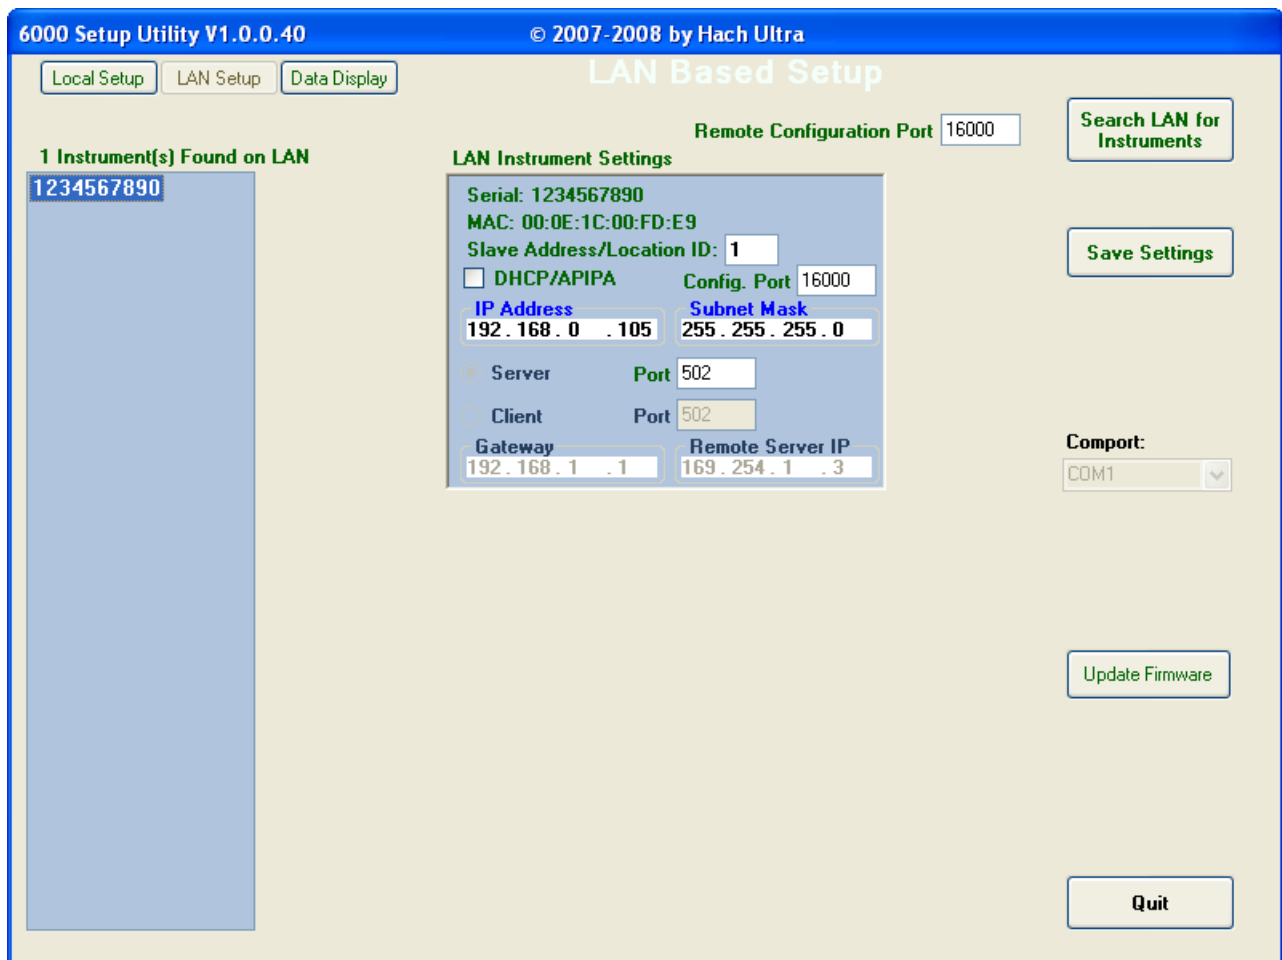 6000 Setup Utility V1.0.0.40 © 2007-2008 by Hach Ultra
Local Setup LAN Setup Data Display
LAN Based Setup
Remote Configuration Port 16000
Search LAN for
Instruments
1 Instrument(s) Found on LAN
1234567890
LAN Instrument Settings
Serial: 1234567890
MAC: 00:0E:1C:00:FD:E9
Slave Address/Location ID: 1
DHCP/APIPA Config. Port 16000
IP Address Subnet Mask
192 . 168 . 0 . 105 255 . 255 . 255 . 0
Server Port 502
Client Port 502
Gateway Remote Server IP
192 . 168 . 1 . 1 169 . 254 . 1 . 3
Save Settings
Comport:
COM1
Update Firmware
Quit